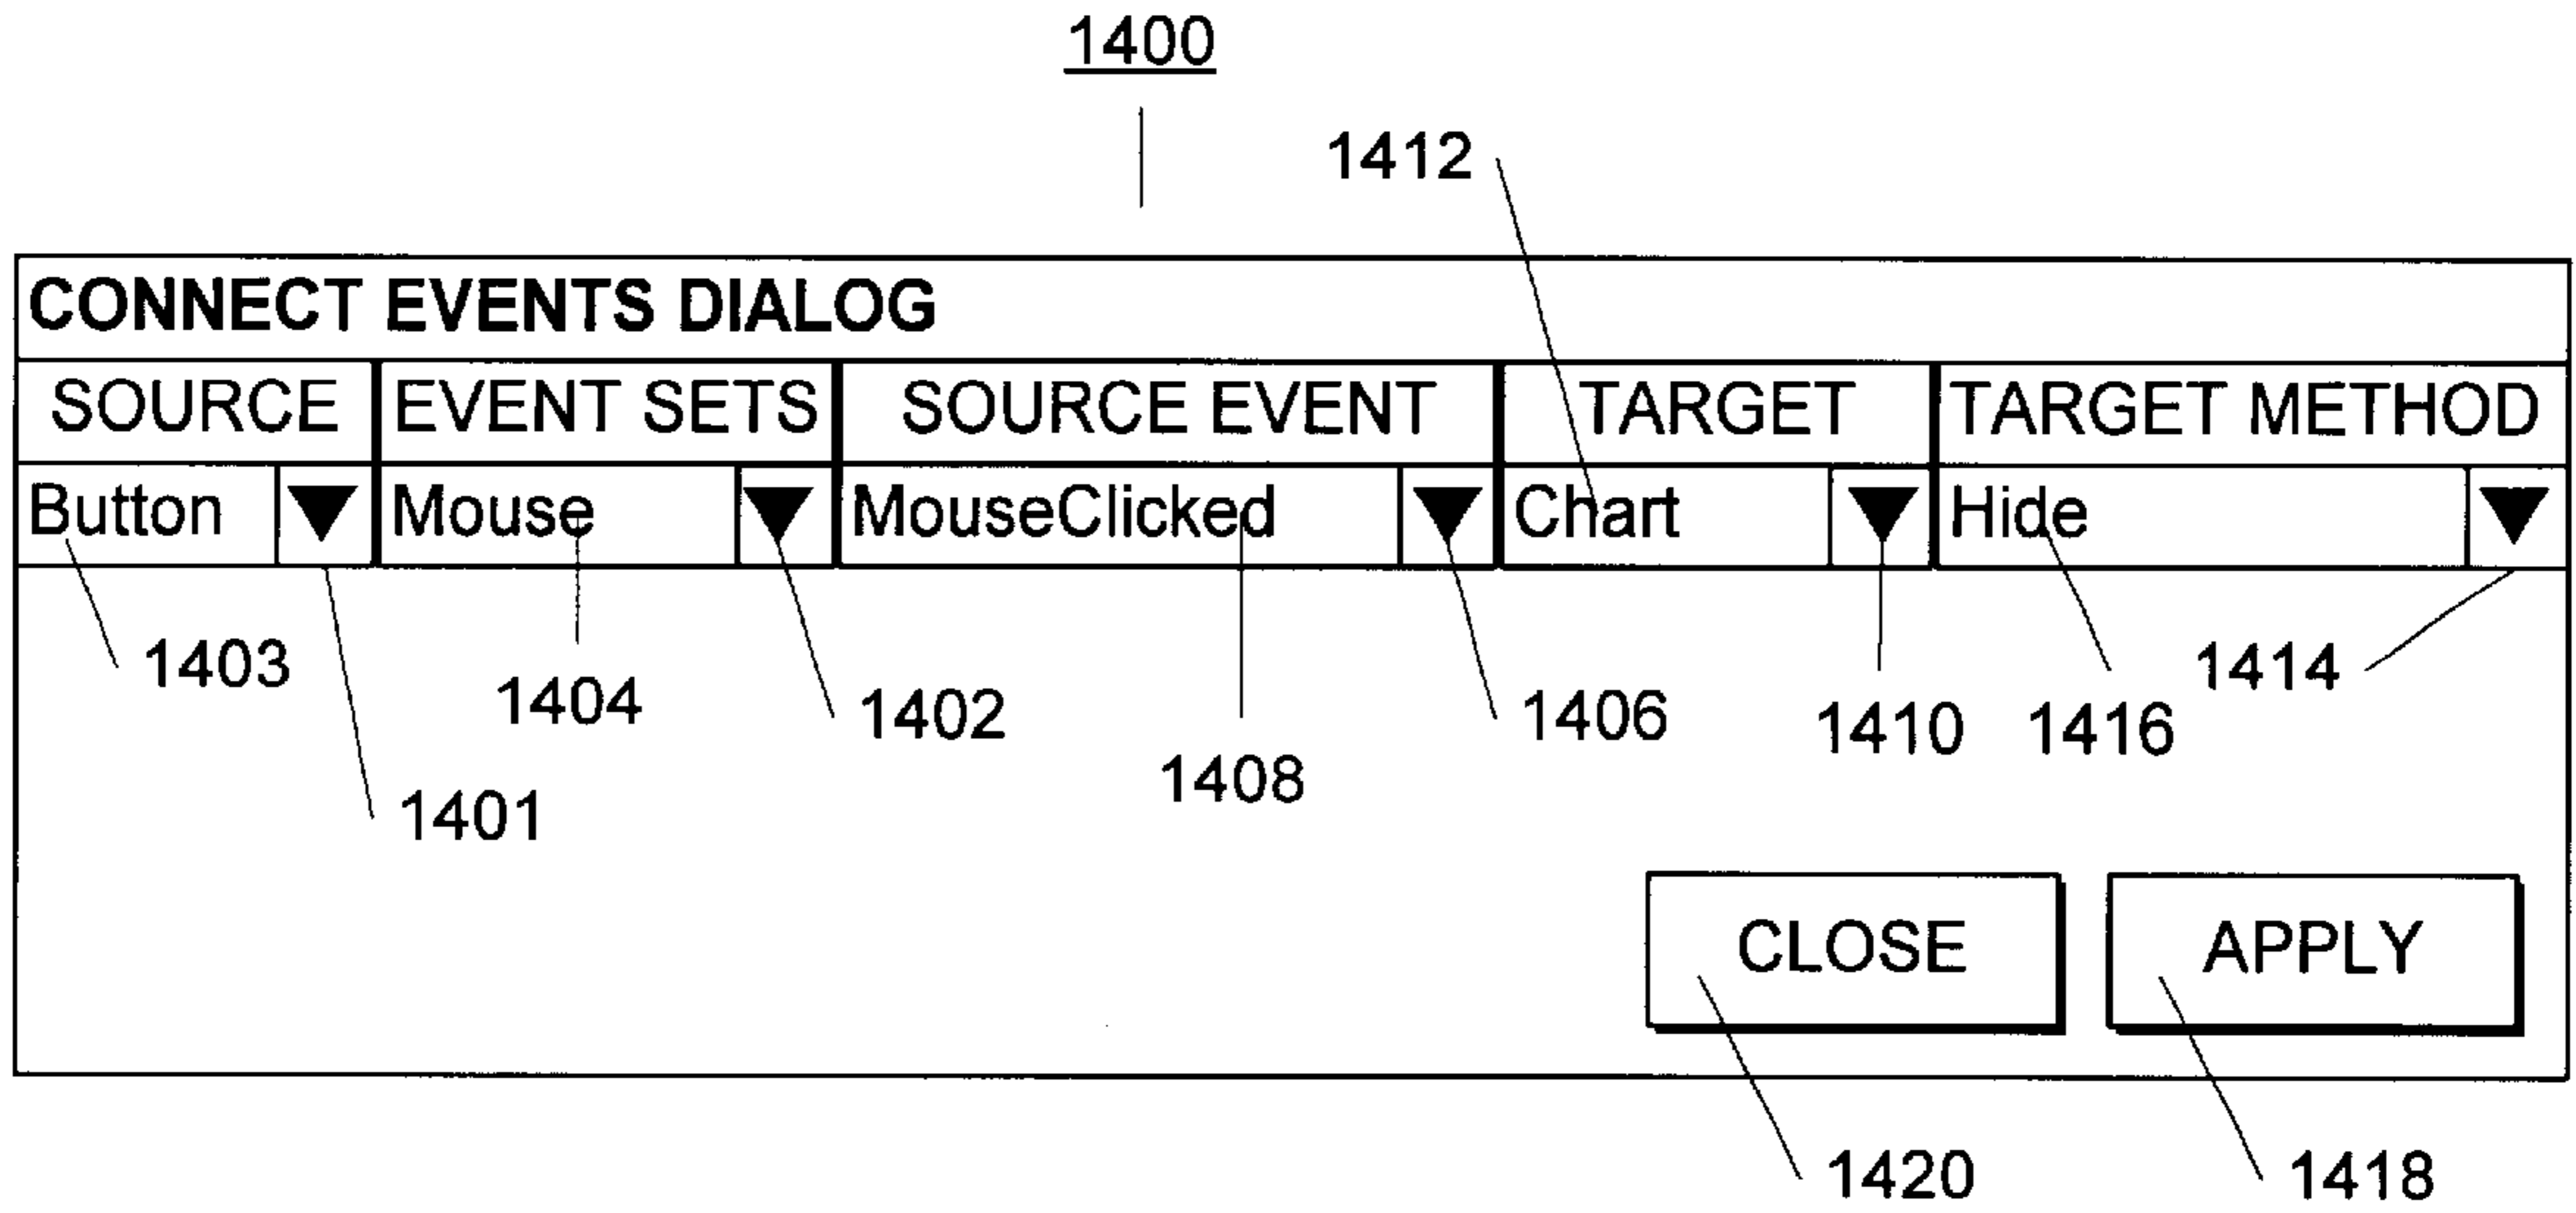 1400
1412
CONNECT EVENTS DIALOG
SOURCE EVENT SETS SOURCE EVENT TARGET TARGET METHOD
Button Mouse MouseClicked Chart Hide
1403 1404 1402 1406 1410 1416 1414
1408
1401
CLOSE APPLY
1420 1418